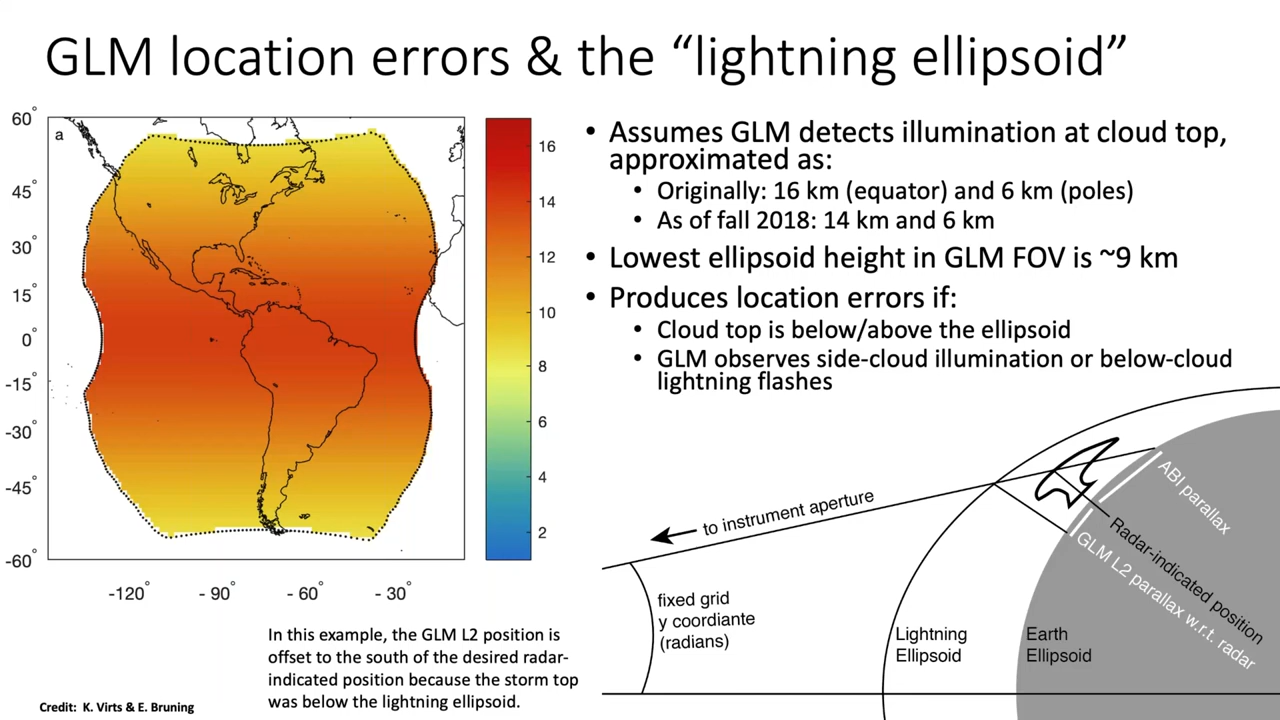 GLM location errors & the “lightning ellipsoid”
60°
45°
30°
15°
0°
-15°
-30°
-45°
-60°
a
-120°
- 90°
- 60°
- 30°
16
14
12
10
8
6
4
2
• Assumes GLM detects illumination at cloud top,
approximated as:
• Originally: 16 km (equator) and 6 km (poles)
• As of fall 2018: 14 km and 6 km
• Lowest ellipsoid height in GLM FOV is ~9 km
• Produces location errors if:
• Cloud top is below/above the ellipsoid
• GLM observes side-cloud illumination or below-cloud
lightning flashes
to instrument aperture
fixed grid
y coordiante
(radians)
Lightning
Ellipsoid
Earth
Ellipsoid
ABI parallax
Radar-indicated position
GLM L2 parallax w.r.t. radar
In this example, the GLM L2 position is
offset to the south of the desired radar-
indicated position because the storm top
was below the lightning ellipsoid.
Credit: K. Virts & E. Bruning